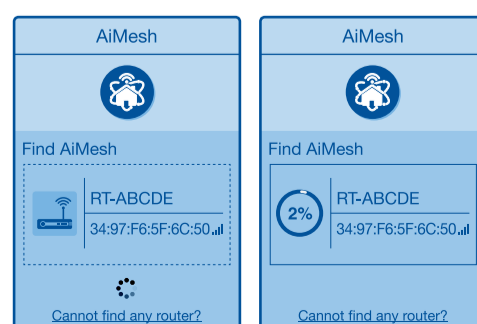 AiMesh
Find AiMesh
RT-ABCDE
34:97:F6:5F:6C:50
Cannot find any router?
AiMesh
Find AiMesh
2%
RT-ABCDE
34:97:F6:5F:6C:50
Cannot find any router?